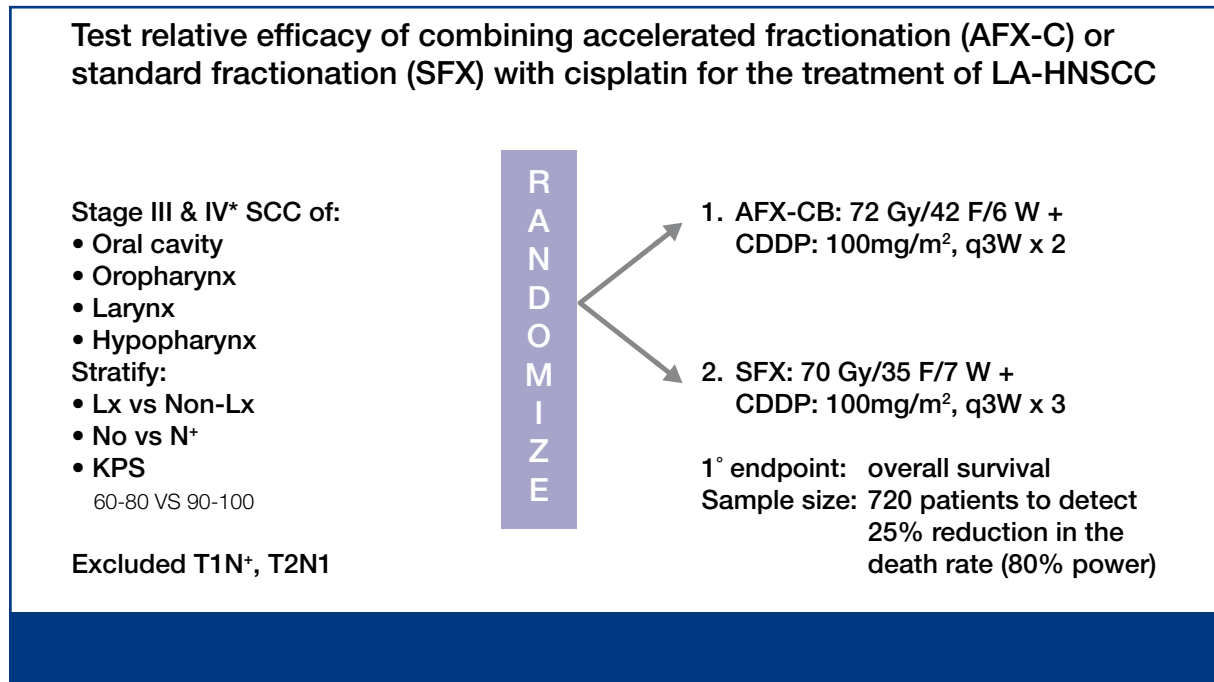 Test relative efficacy of combining accelerated fractionation (AFX-C) or
standard fractionation (SFX) with cisplatin for the treatment of LA-HNSCC
Stage III & IV* SCC of:
• Oral cavity
• Oropharynx
• Larynx
• Hypopharynx
Stratify:
• Lx vs Non-Lx
• No vs N⁺
• KPS
60-80 VS 90-100
Excluded T1N⁺, T2N1
R
A
N
D
O
M
I
Z
E
1. AFX-CB: 72 Gy/42 F/6 W +
CDDP: 100mg/m², q3W x 2
2. SFX: 70 Gy/35 F/7 W +
CDDP: 100mg/m², q3W x 3
1° endpoint: overall survival
Sample size: 720 patients to detect
25% reduction in the
death rate (80% power)